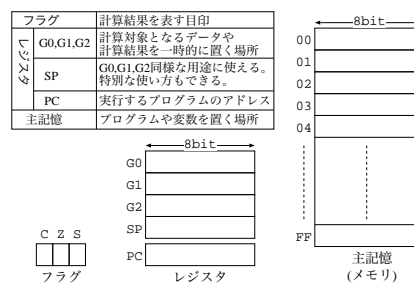 フラグ 計算結果を表す目印
レジスタ
G0,G1,G2 計算対象となるデータや
計算結果を一時的に置く場所
SP G0,G1,G2同様な用途に使える。
特別な使い方もできる。
PC 実行するプログラムのアドレス
主記憶 プログラムや変数を置く場所
8bit
00
01
02
03
04
FF
主記憶
(メモリ)
8bit
G0
G1
G2
SP
PC
レジスタ
C Z S
フラグ